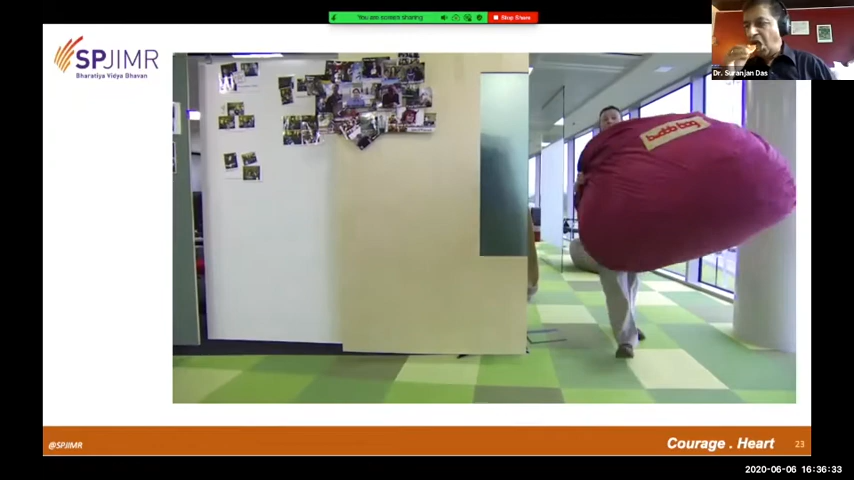 You are screen sharing
Stop Share
SPJIMR
Bharatiya Vidya Bhavan
Dr. Suranjan Das
buddabag
@SPJIMR
Courage . Heart
23
2020-06-06 16:36:33